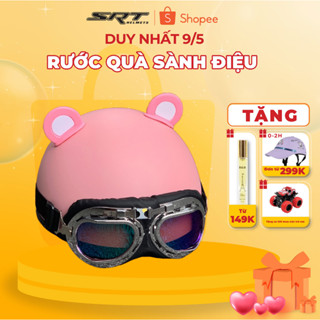 SRT
HELMETS
Shopee
DUY NHẤT 9/5
RƯỚC QUÀ SÀNH ĐIỆU
TẶNG
0-2H
299K
TỪ
149K